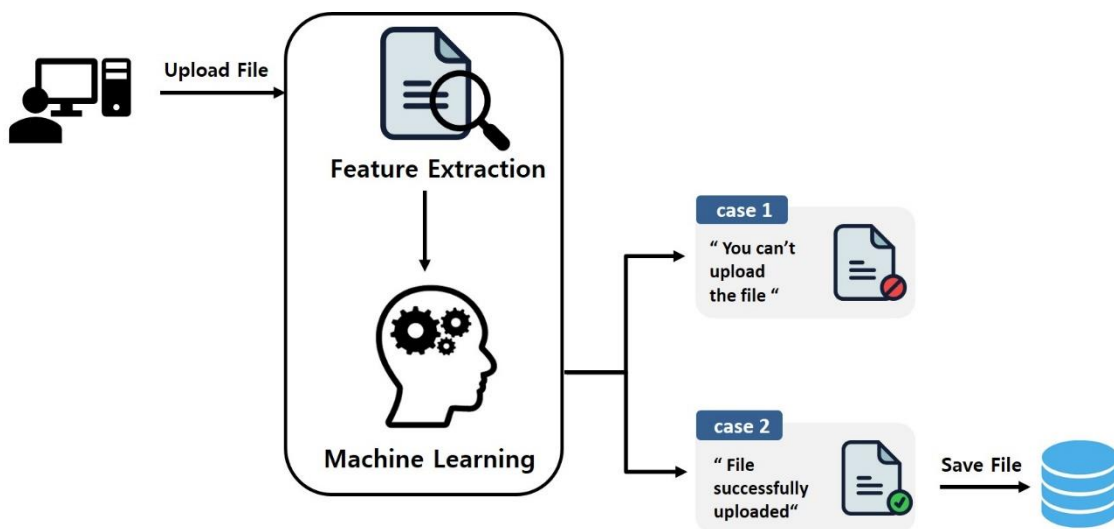 Upload File
Feature Extraction
Machine Learning
case 1
“ You can’t
upload
the file “
case 2
“ File
successfully
uploaded“
Save File